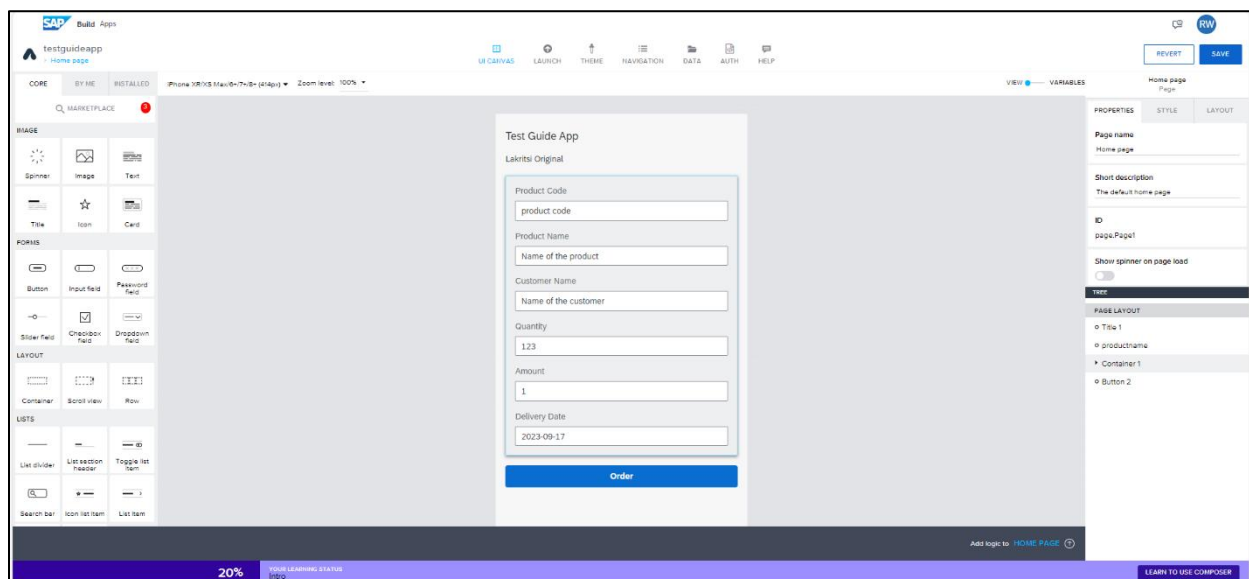 SAP Build Apps
RW
testguideapp
> Home page
UI CANVAS LAUNCH THEME NAVIGATION DATA AUTH HELP
REVERT SAVE
CORE BY ME INSTALLED
iPhone XR/XS Max/6+/7+/8+ (414px) Zoom level: 100%
VIEW VARIABLES
Home page
Page
MARKETPLACE 3
PROPERTIES STYLE LAYOUT
IMAGE
Spinner Image Text
Title Icon Card
FORMS
Button Input field Password field
Slider field Checkbox field Dropdown field
LAYOUT
Container Scroll view Row
LISTS
List divider List section header Toggle list item
Search bar Icon list item List item
Test Guide App
Lakritsi Original
Product Code
product code
Product Name
Name of the product
Customer Name
Name of the customer
Quantity
123
Amount
1
Delivery Date
2023-09-17
Order
Page name
Home page
Short description
The default home page
ID
page.Page1
Show spinner on page load
TREE
PAGE LAYOUT
Title 1
productname
Container 1
Button 2
Add logic to HOME PAGE ?
20%
YOUR LEARNING STATUS
Intro
LEARN TO USE COMPOSER